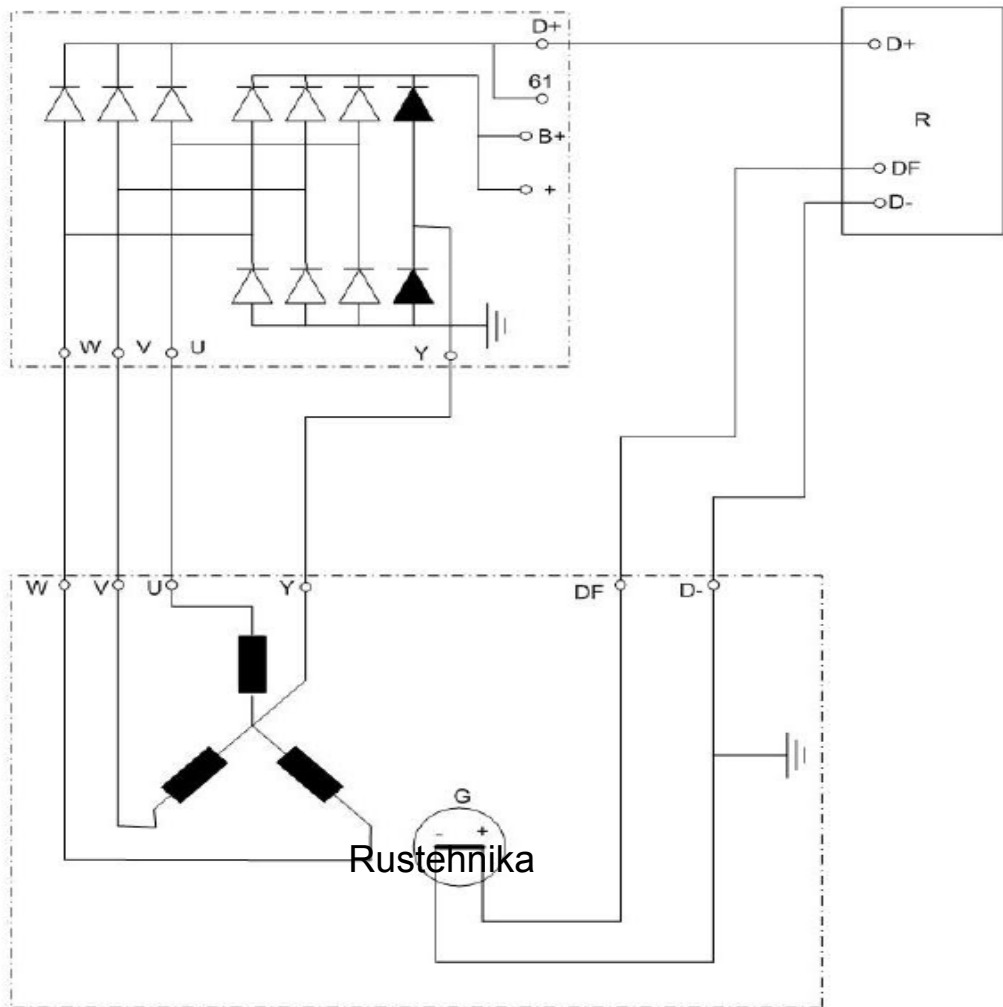 D+
D+
61
R
B+
DF
+
D-
W V U Y
W V U Y DF D-
G
- +
Rustehnika